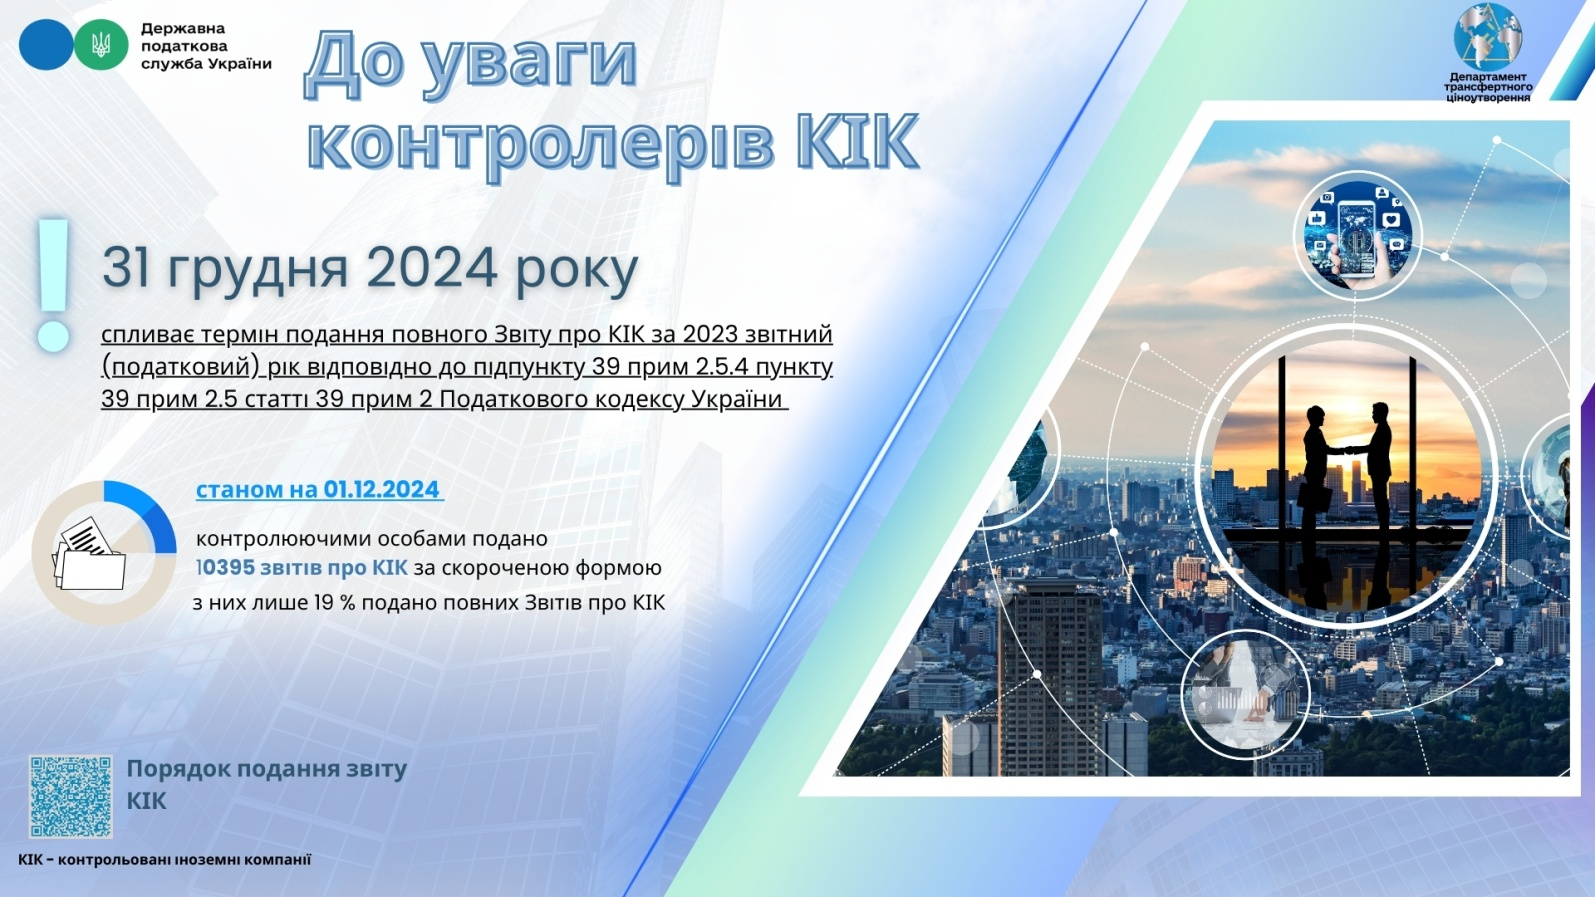 Державна
податкова
служба України
До уваги
контролерів КІК
Департамент
трансфертного
ціноутворення
31 грудня 2024 року
спливає термін подання повного Звіту про КІК за 2023 звітний
(податковий) рік відповідно до підпункту 39 прим 2.5.4 пункту
39 прим 2.5 статті 39 прим 2 Податкового кодексу України
станом на 01.12.2024
контролюючими особами подано
10395 звітів про КІК за скороченою формою
з них лише 19 % подано повних Звітів про КІК
Порядок подання звіту
КІК
КІК – контрольовані іноземні компанії